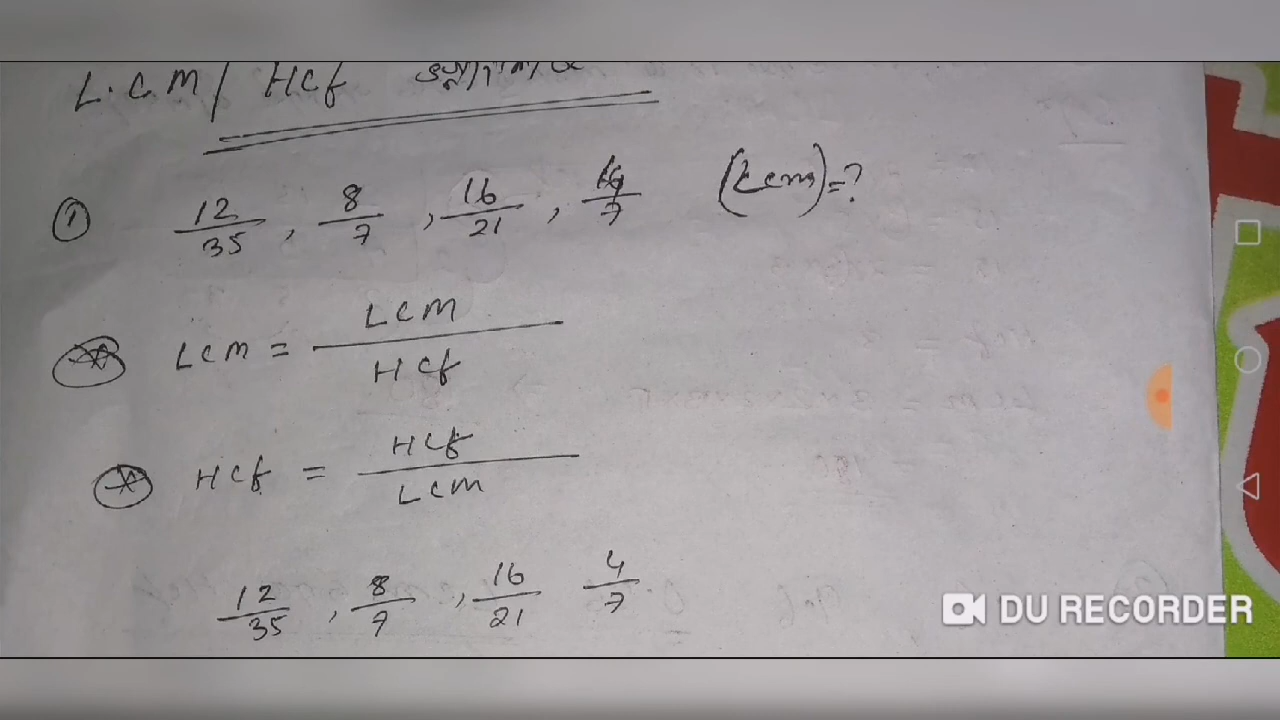 L.C.M/ HCf
① 12/35, 8/7, 16/21, 14/7 (Lcm)=?
LCM = LCM/HCf
HCf = HCf/LCM
12/35, 8/7, 16/21 4/7
DU RECORDER